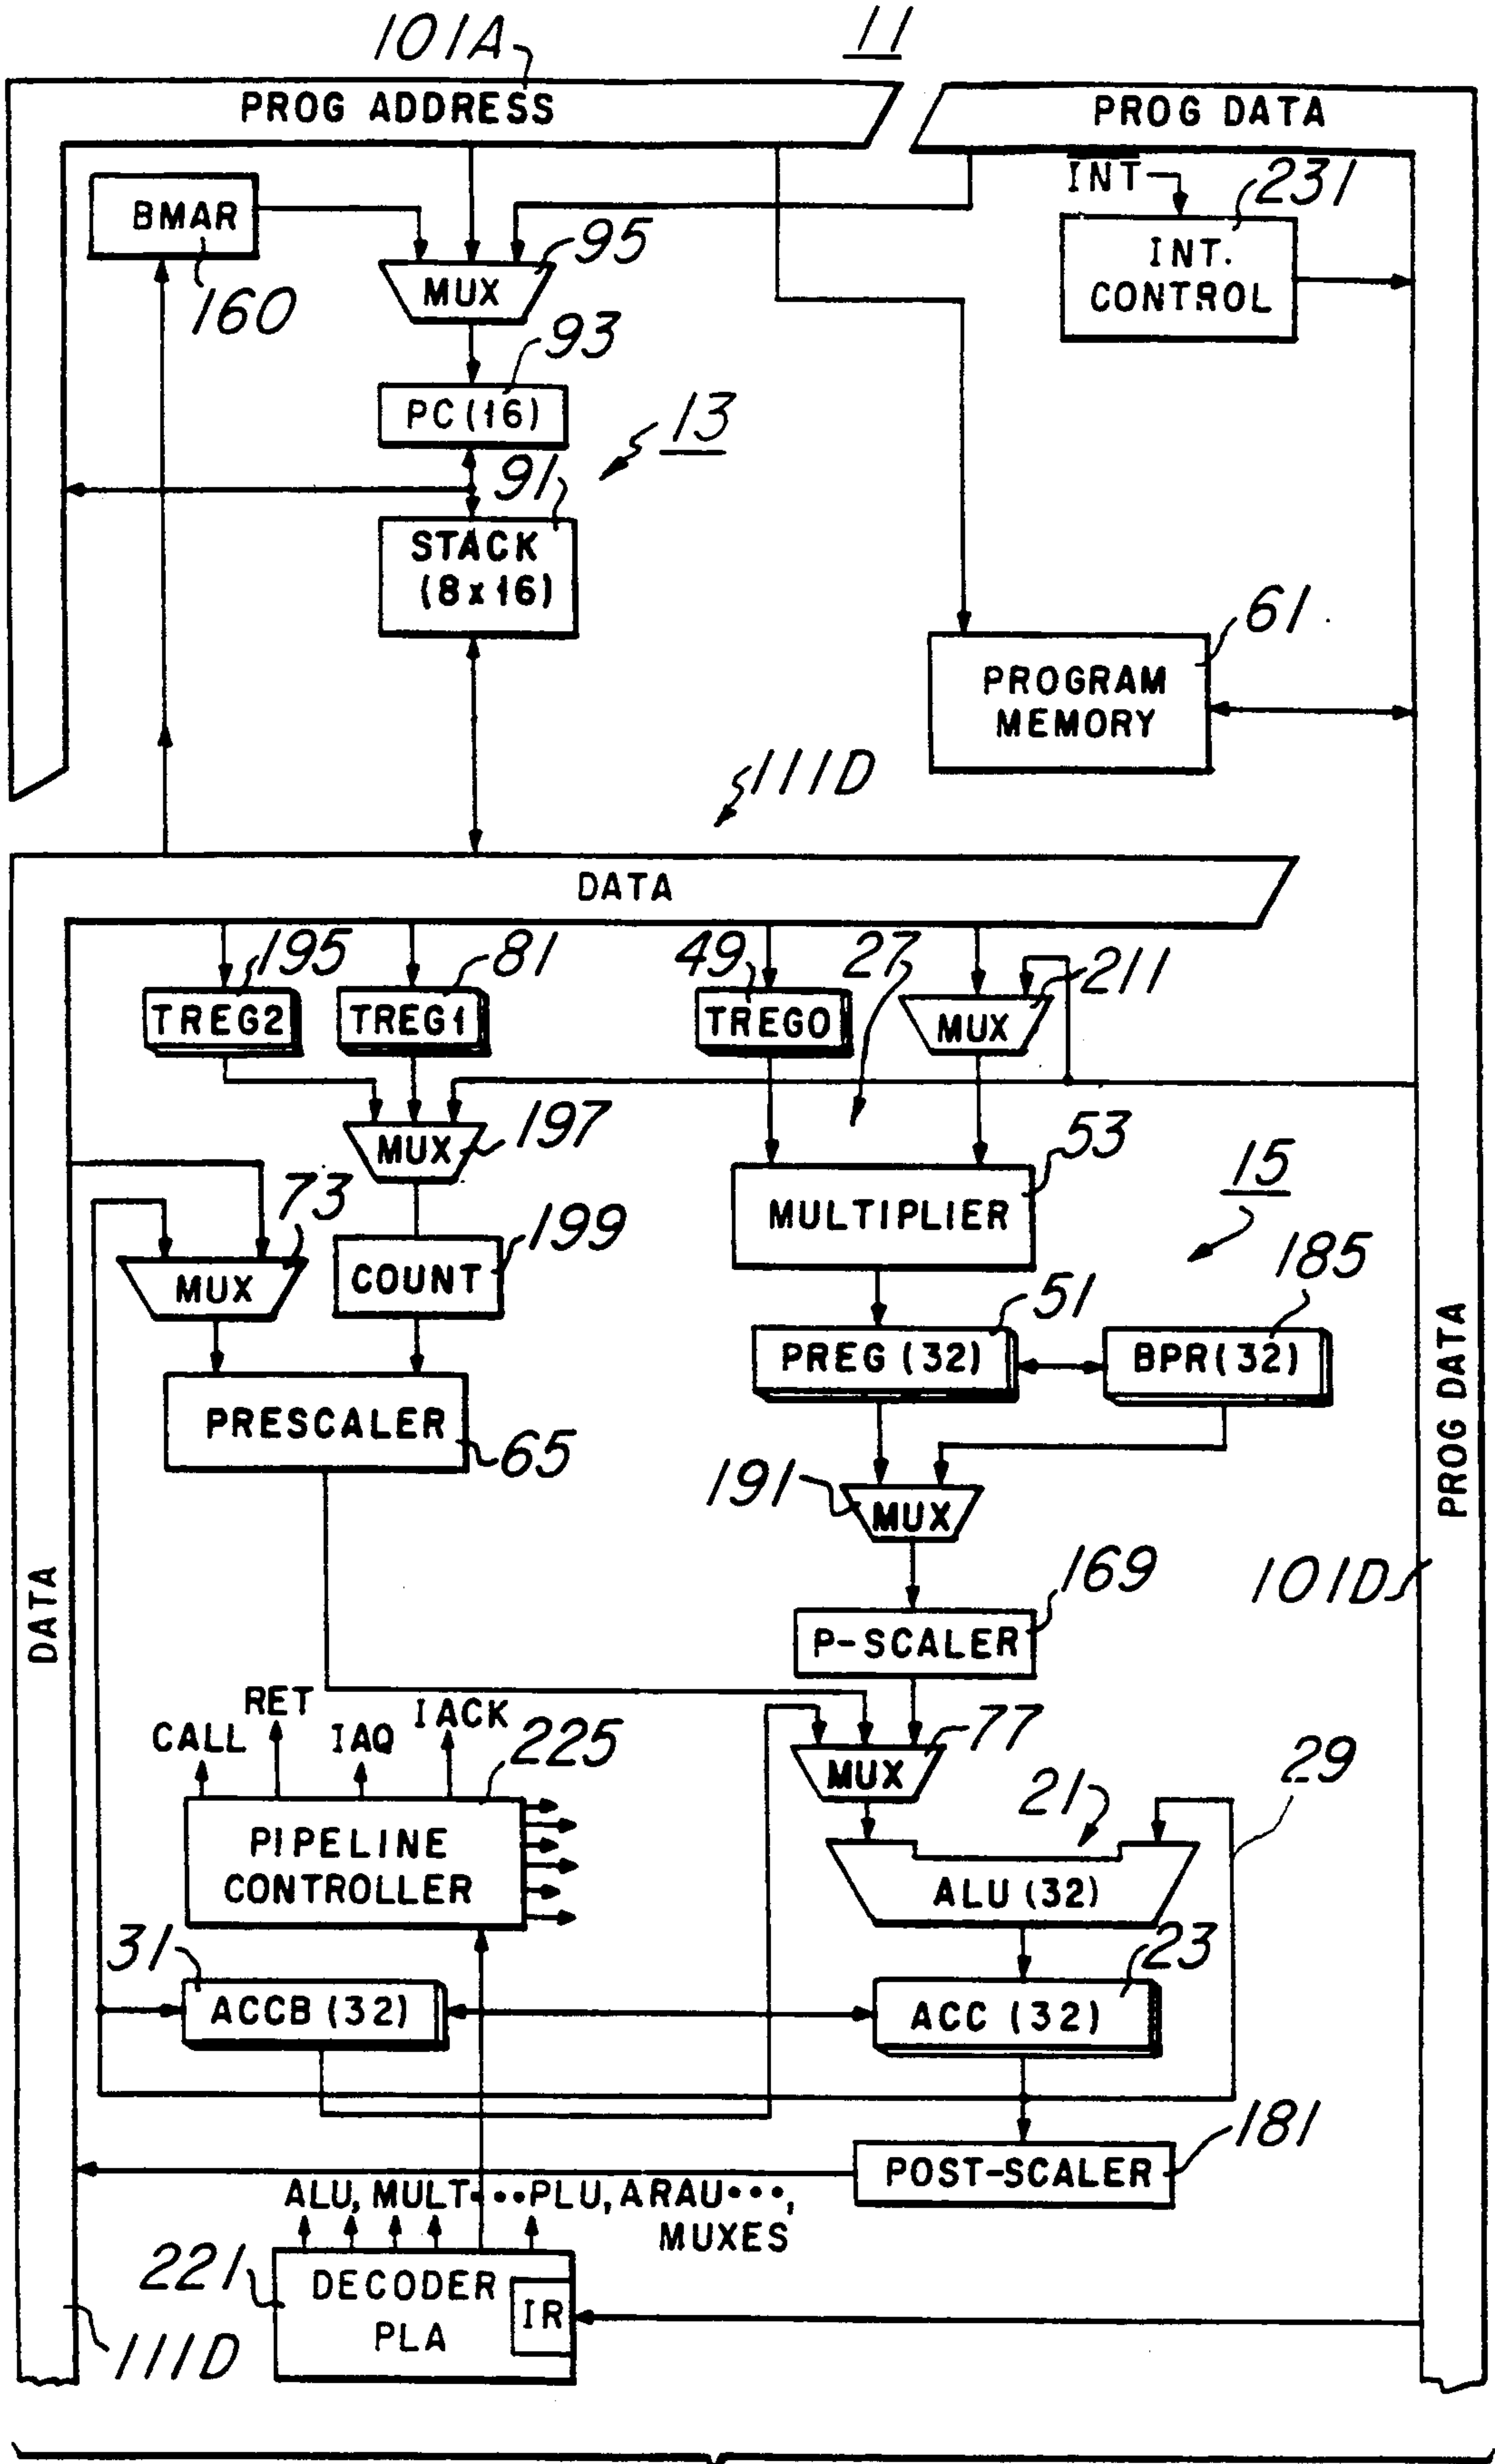 101A
11
PROG ADDRESS
PROG DATA
INT
231
BMAR
160
95
MUX
INT.
CONTROL
93
PC (16)
13
91
STACK
(8x16)
61
PROGRAM
MEMORY
111D
DATA
195
81
49
27
211
TREG2
TREG1
TREG0
MUX
MUX
197
53
15
73
MULTIPLIER
199
185
MUX
COUNT
51
PREG (32)
BPR (32)
PROG DATA
PRESCALER
65
191
MUX
169
101D
DATA
P-SCALER
RET
IACK
CALL
IAQ
225
77
29
MUX
21
PIPELINE
CONTROLLER
ALU (32)
31
23
ACCB (32)
ACC (32)
181
POST-SCALER
ALU, MULT•••PLU, ARAU•••,
MUXES
221
DECODER
PLA
IR
111D